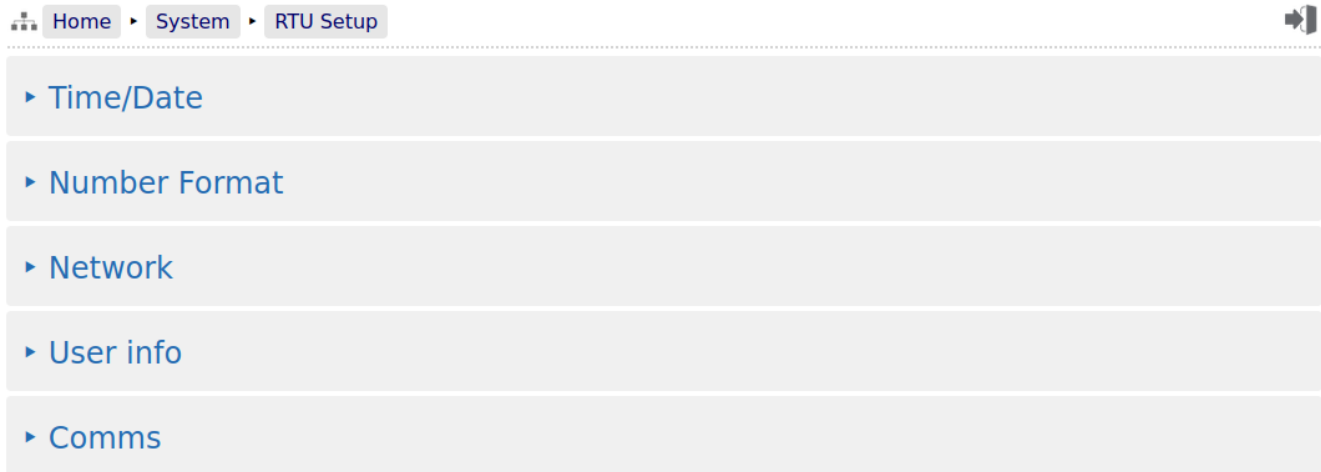 Home ‣ System ‣ RTU Setup
‣ Time/Date
‣ Number Format
‣ Network
‣ User info
‣ Comms